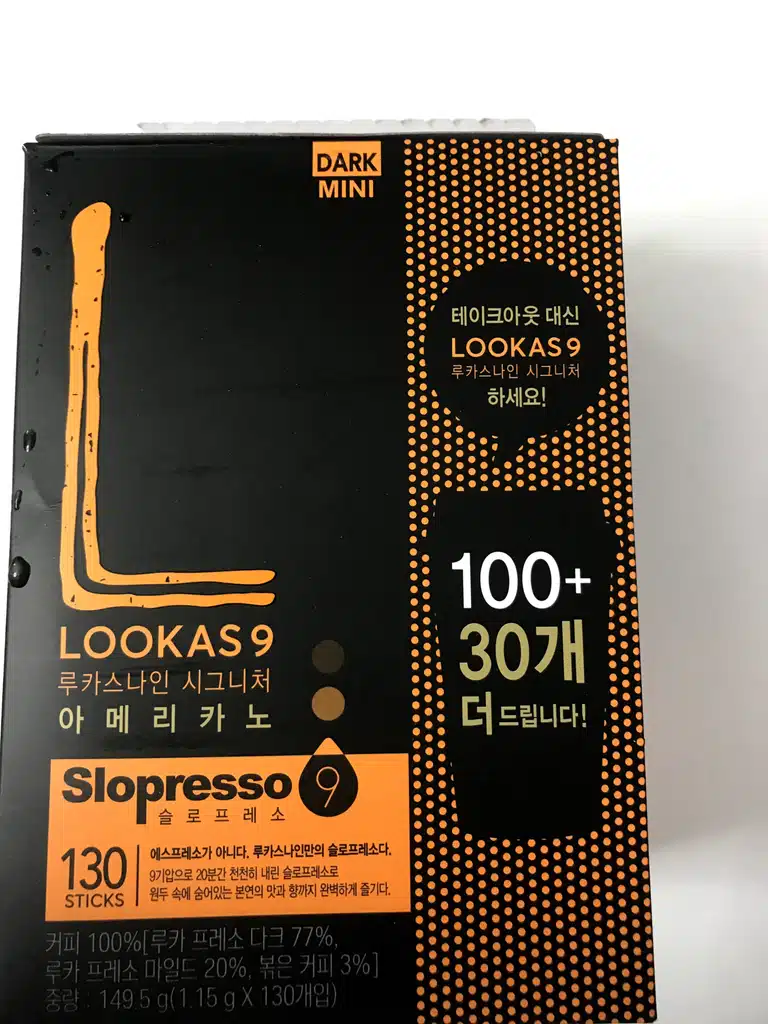 DARK
MINI
테이크아웃 대신
LOOKAS 9
루카스나인 시그니처
하세요!
100+
30개
더 드립니다!
LOOKAS 9
루카스나인 시그니처
아메리카노
Slopresso 9
슬로프레소
130
STICKS
에스프레소가 아니다. 루카스나인만의 슬로프레소다.
9기압으로 20분간 천천히 내린 슬로프레소로
원두 속에 숨어있는 본연의 맛과 향까지 완벽하게 즐기다.
커피 100%[루카 프레소 다크 77%,
루카 프레소 마일드 20%, 볶은 커피 3%]
중량 : 149.5 g(1.15 g X 130개입)